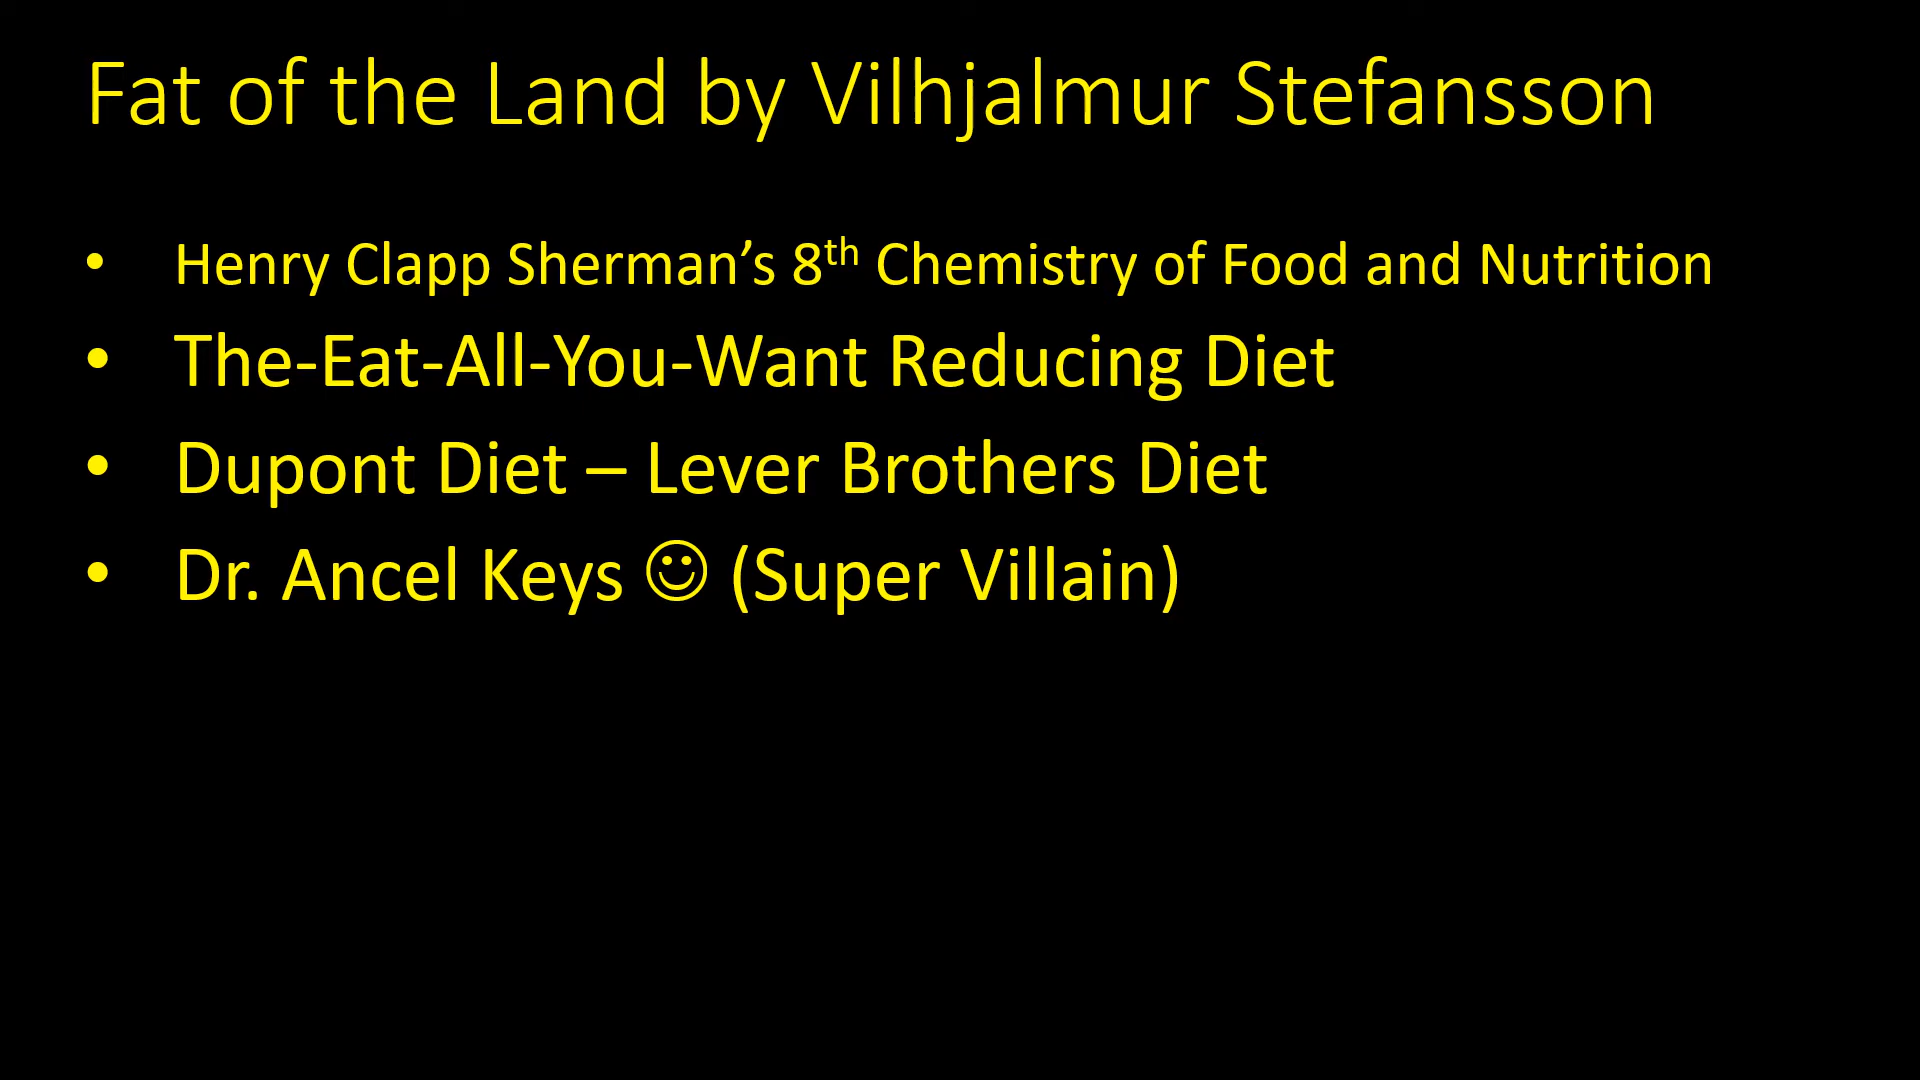 Fat of the Land by Vilhjalmur Stefansson
• Henry Clapp Sherman’s 8th Chemistry of Food and Nutrition
• The-Eat-All-You-Want Reducing Diet
• Dupont Diet – Lever Brothers Diet
• Dr. Ancel Keys ☺ (Super Villain)